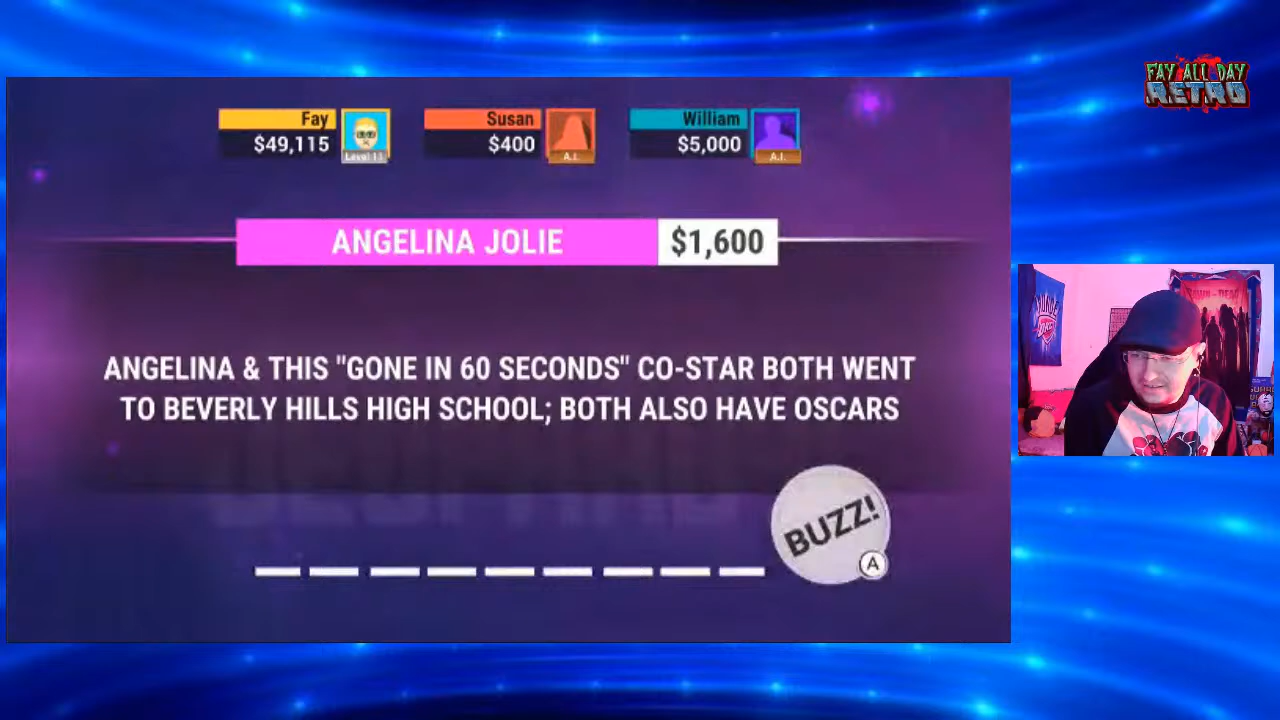 FAY ALL DAY
RETRO
Fay
$49,115
Level 11
Susan
$400
A.I.
William
$5,000
A.I.
ANGELINA JOLIE
$1,600
ANGELINA & THIS "GONE IN 60 SECONDS" CO-STAR BOTH WENT
TO BEVERLY HILLS HIGH SCHOOL; BOTH ALSO HAVE OSCARS
BUZZ!
A